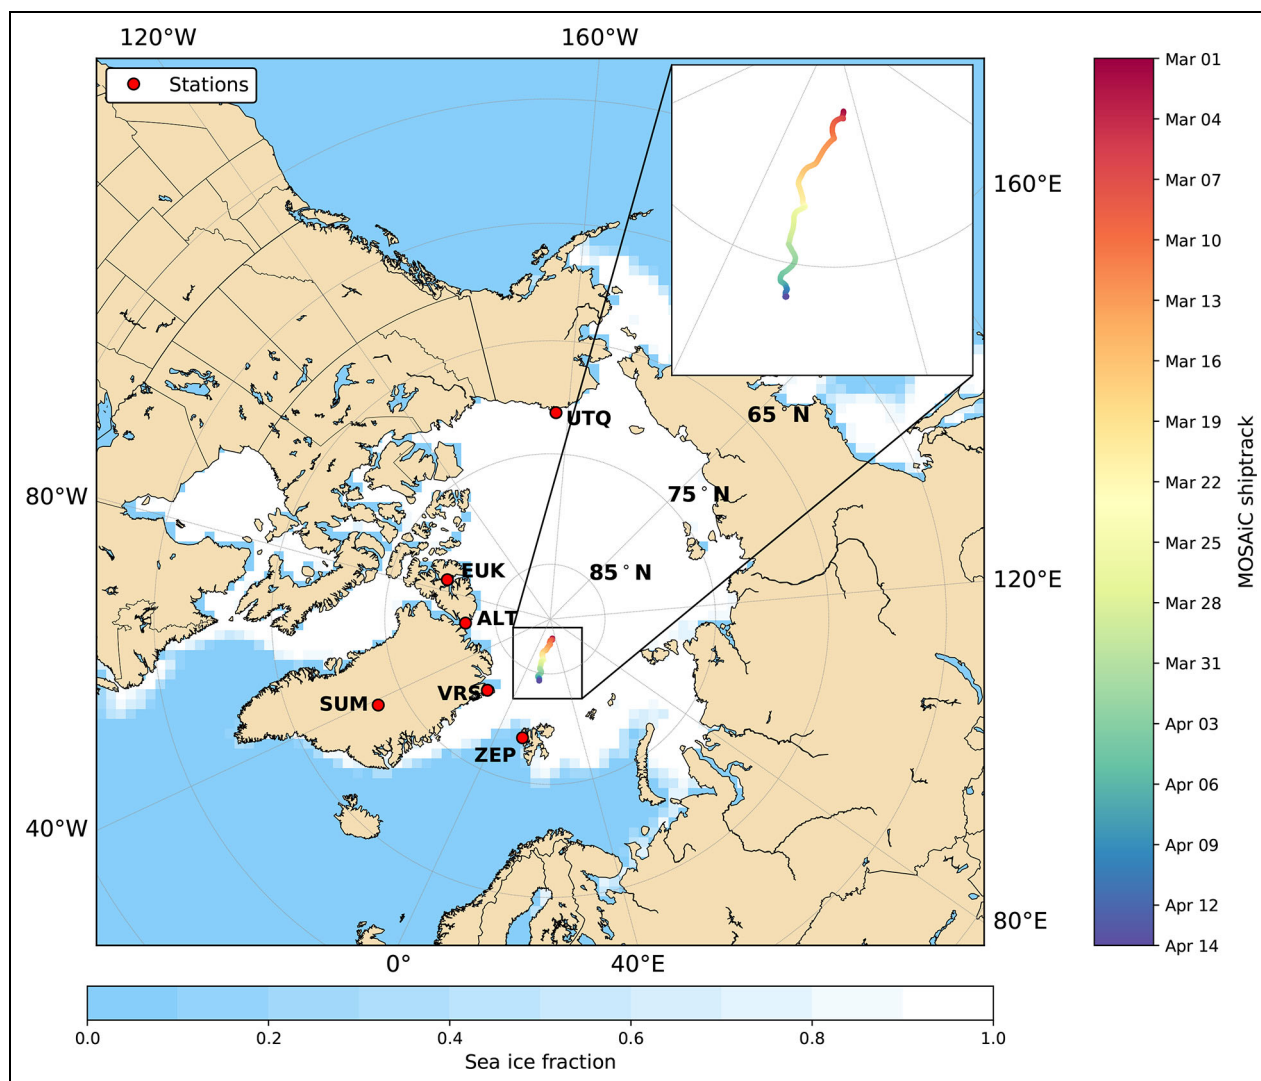 120°W
160°W
Stations
160°E
65°N
UTQ
80°W
75°N
EUK
85°N
120°E
ALT
VRS
SUM
ZEP
40°W
80°E
0°
40°E
Mar 01
Mar 04
Mar 07
Mar 10
Mar 13
Mar 16
Mar 19
Mar 22
Mar 25
Mar 28
Mar 31
Apr 03
Apr 06
Apr 09
Apr 12
Apr 14
MOSAiC shiptrack
0.0 0.2 0.4 0.6 0.8 1.0
Sea ice fraction